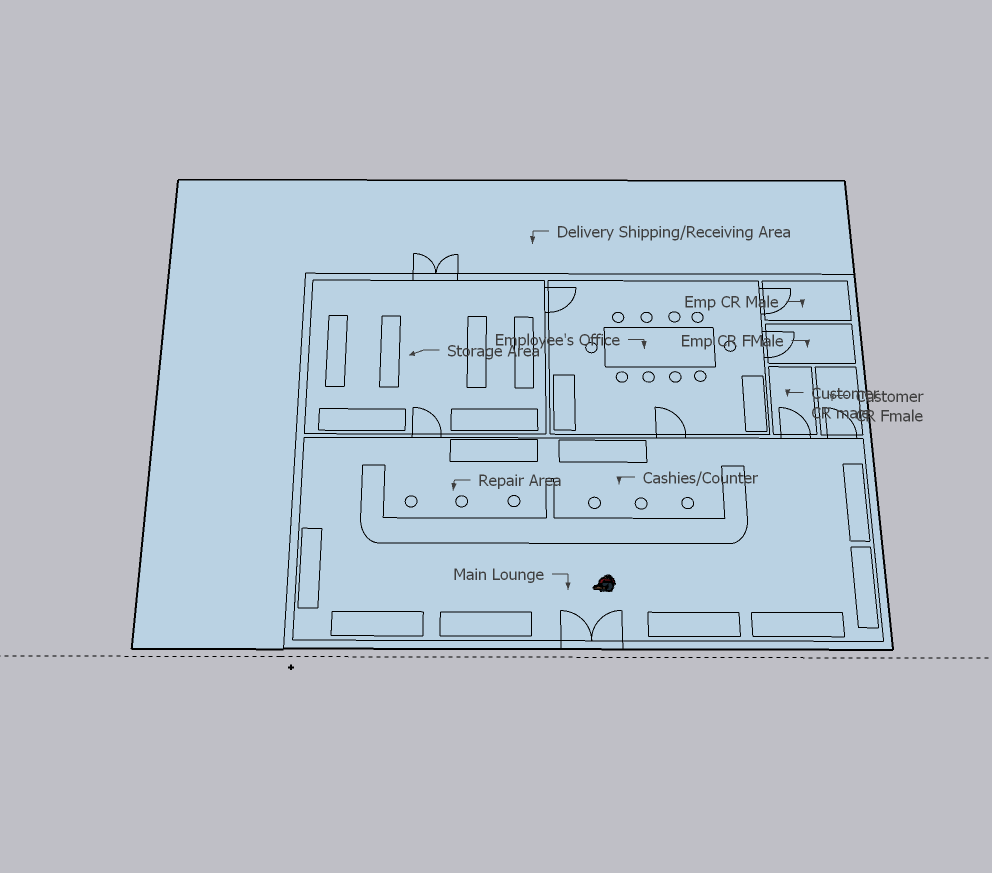 Delivery Shipping/Receiving Area
Emp CR Male
Employee's Office
Emp CR FMale
Storage Area
Customer
CR male
Customer
CR Fmale
Repair Area
Cashies/Counter
Main Lounge